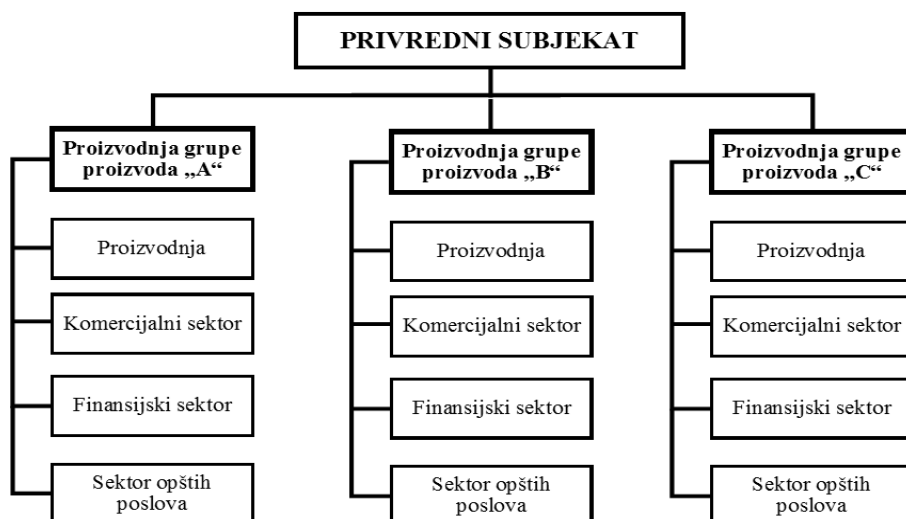 PRIVREDNI SUBJEKAT
Proizvodnja grupe
proizvoda „A“
Proizvodnja
Komercijalni sektor
Finansijski sektor
Sektor opštih
poslova
Proizvodnja grupe
proizvoda „B“
Proizvodnja
Komercijalni sektor
Finansijski sektor
Sektor opštih
poslova
Proizvodnja grupe
proizvoda „C“
Proizvodnja
Komercijalni sektor
Finansijski sektor
Sektor opštih
poslova